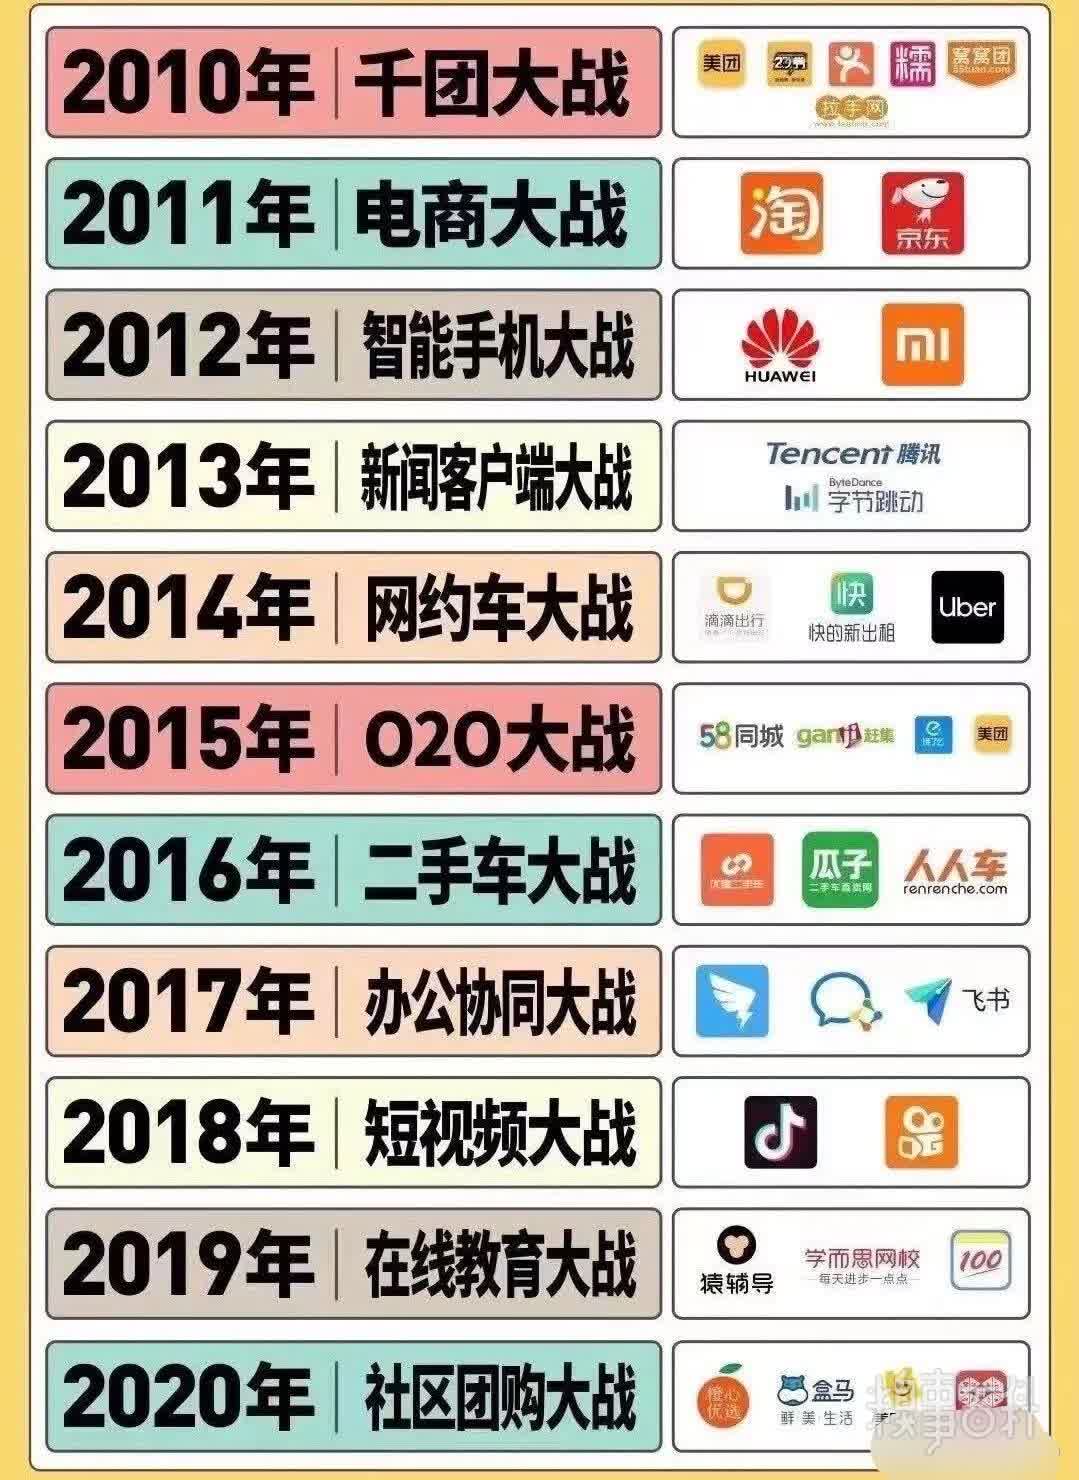 2010年 千团大战
美团
糯
窝窝团
55tuan.com
拉手网
2011年 电商大战
淘
京东
2012年 智能手机大战
HUAWEI
mi
2013年 新闻客户端大战
Tencent 腾讯
ByteDance
字节跳动
2014年 网约车大战
滴滴出行
快
快的新出租
Uber
2015年 O2O大战
58同城
赶集
美团
2016年 二手车大战
优信二手车
瓜子
二手车直卖网
人人车
renrenche.com
2017年 办公协同大战
飞书
2018年 短视频大战
2019年 在线教育大战
猿辅导
学而思网校
每天进步一点点
100
2020年 社区团购大战
橙心
优选
盒马
鲜·美·生活